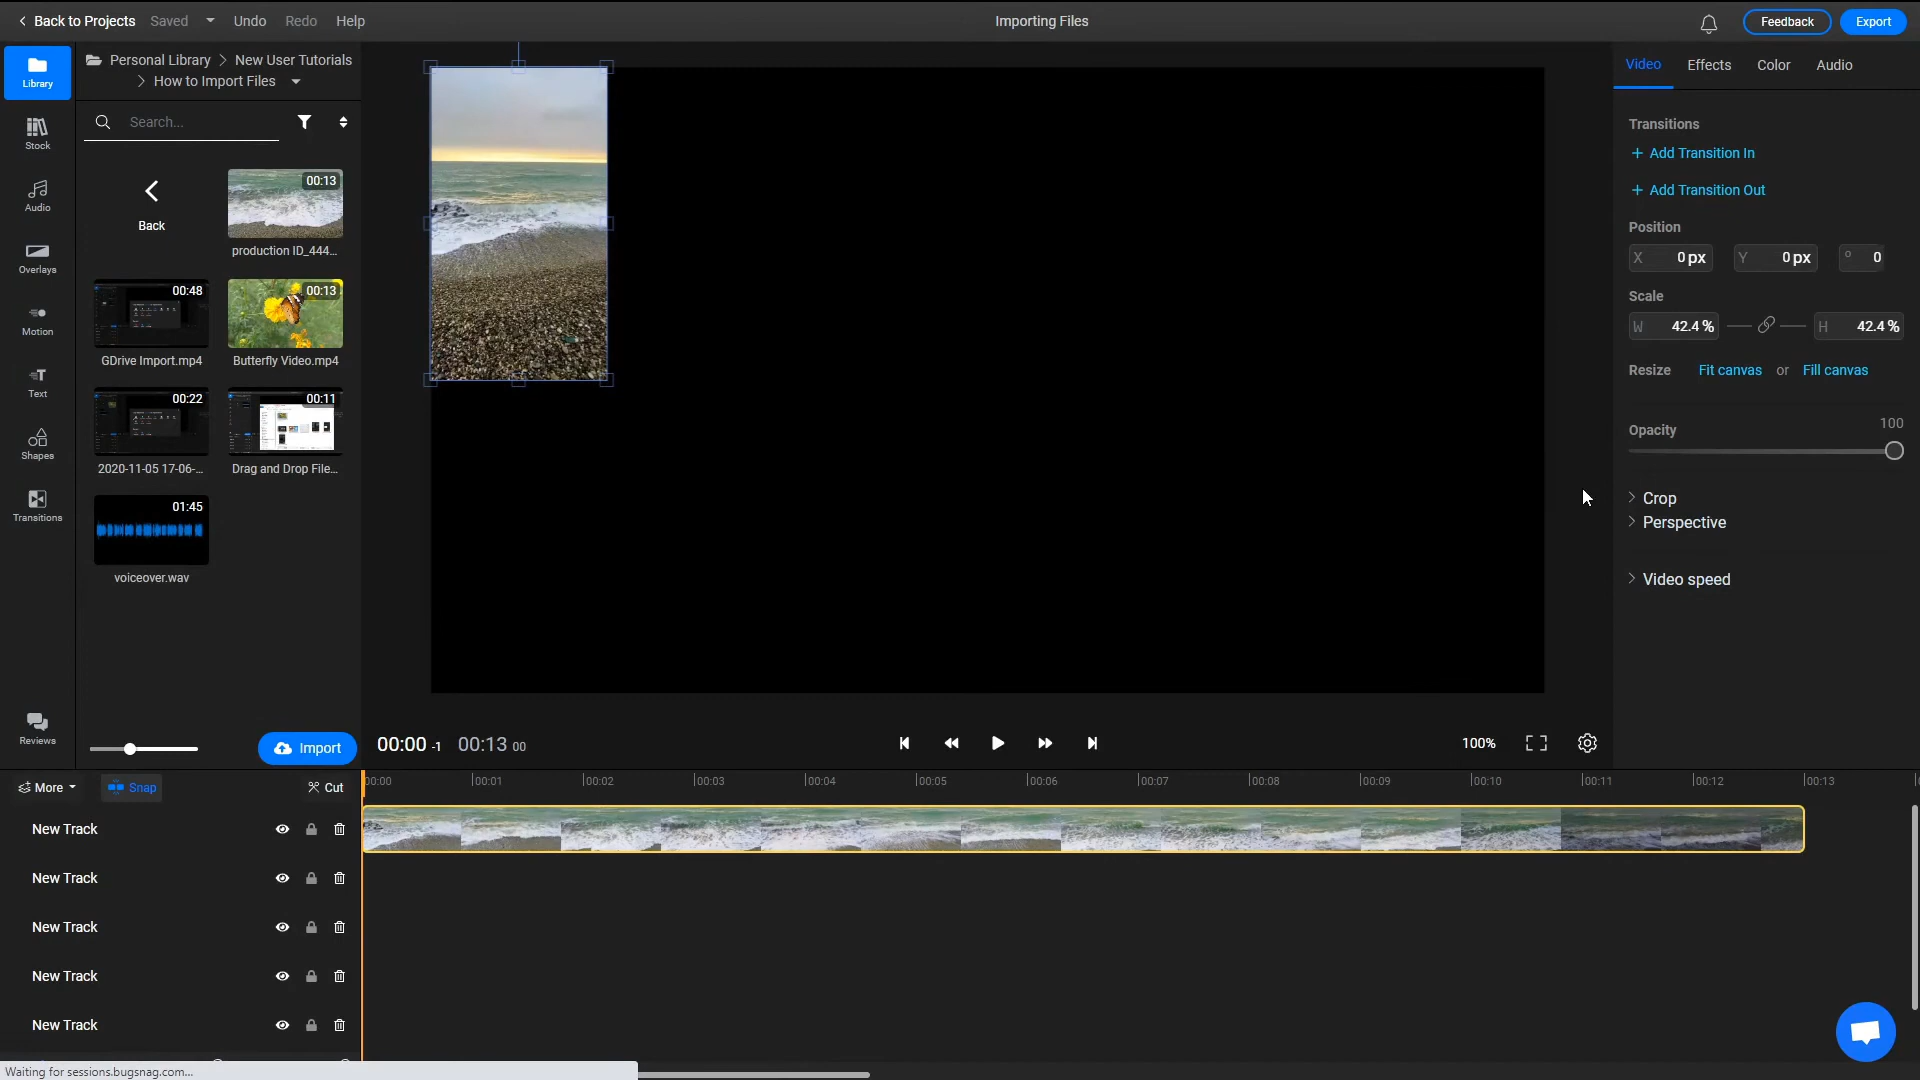 Back to Projects Saved Undo Redo Help Importing Files Feedback Export
Library
Stock
Audio
Overlays
Motion
Text
Shapes
Transitions
Reviews
Personal Library New User Tutorials
How to Import Files
Search...
Back
00:13
production ID_444...
00:48
GDrive Import.mp4
00:13
Butterfly Video.mp4
00:22
2020-11-05 17-06-...
00:11
Drag and Drop File...
01:45
voiceover.wav
Import
00:00 -1 00:13 00
100%
Video Effects Color Audio
Transitions
+ Add Transition In
+ Add Transition Out
Position
X 0 px Y 0 px ° 0
Scale
W 42.4 % H 42.4 %
Resize Fit canvas or Fill canvas
Opacity 100
Crop
Perspective
Video speed
More Snap Cut
00:00 00:01 00:02 00:03 00:04 00:05 00:06 00:07 00:08 00:09 00:10 00:11 00:12 00:13
New Track
New Track
New Track
New Track
New Track
Waiting for sessions.bugsnag.com...